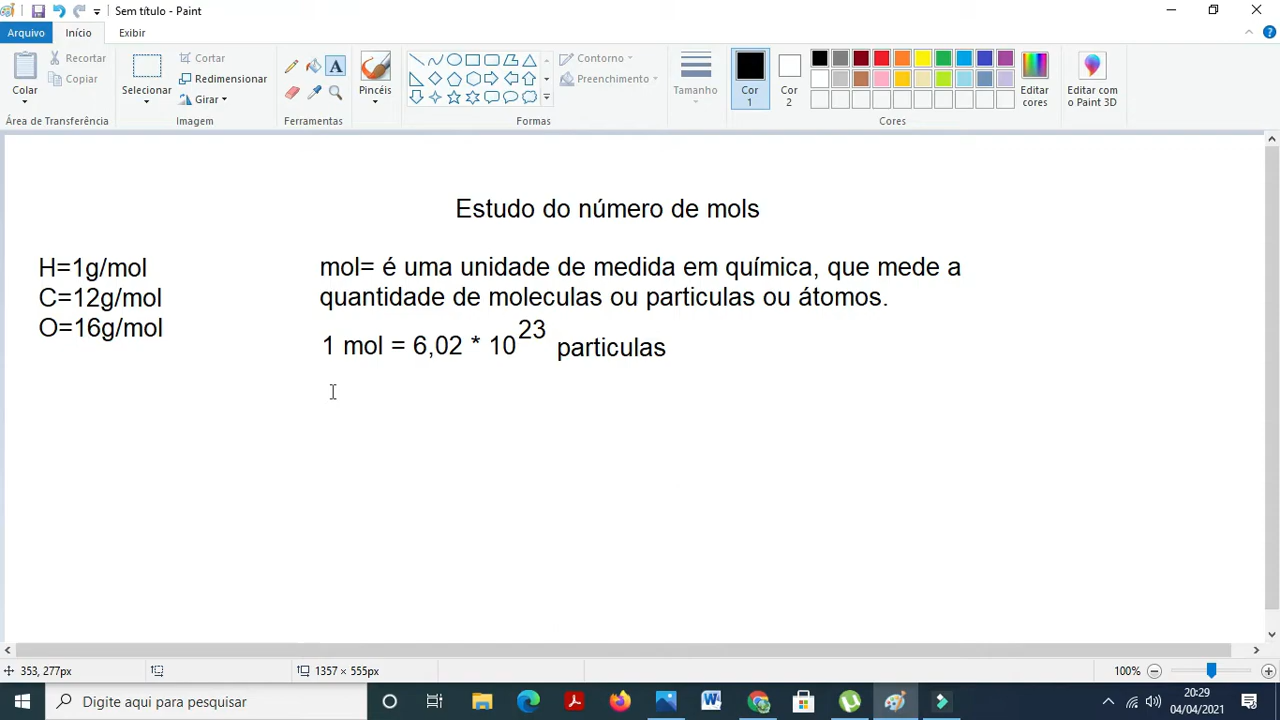 Sem título - Paint
Arquivo
Início
Exibir
Colar
Recortar
Copiar
Área de Transferência
Selecionar
Cortar
Redimensionar
Girar
Imagem
A
Ferramentas
Pincéis
Contorno
Preenchimento
Formas
Tamanho
Cor
1
Cor
2
Editar
cores
Cores
Editar com
o Paint 3D
Estudo do número de mols
H=1g/mol
C=12g/mol
O=16g/mol
mol= é uma unidade de medida em química, que mede a
quantidade de moleculas ou particulas ou átomos.
1 mol = 6,02 * 10 23 particulas
353, 277px
1357 × 555px
100%
Digite aqui para pesquisar
20:29
04/04/2021